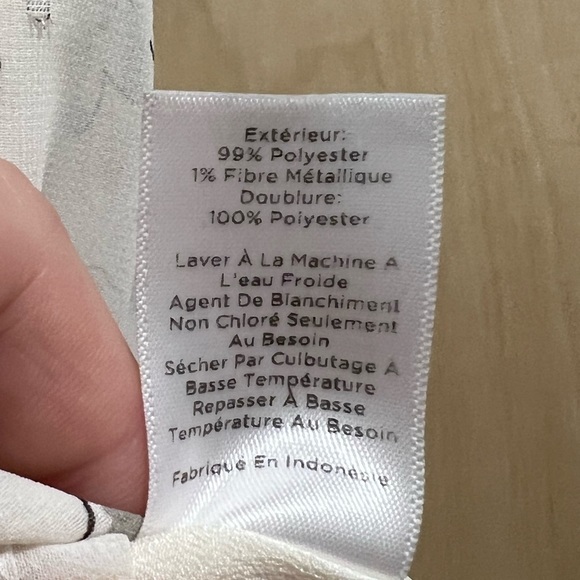 Extérieur:
99% Polyester
1% Fibre Métallique
Doublure:
100% Polyester
Laver À La Machine À
L'eau Froide
Agent De Blanchiment
Non Chloré Seulement
Au Besoin
Sécher Par Culbutage À
Basse Température
Repasser À Basse
Température Au Besoin
Fabriqué En Indonésie